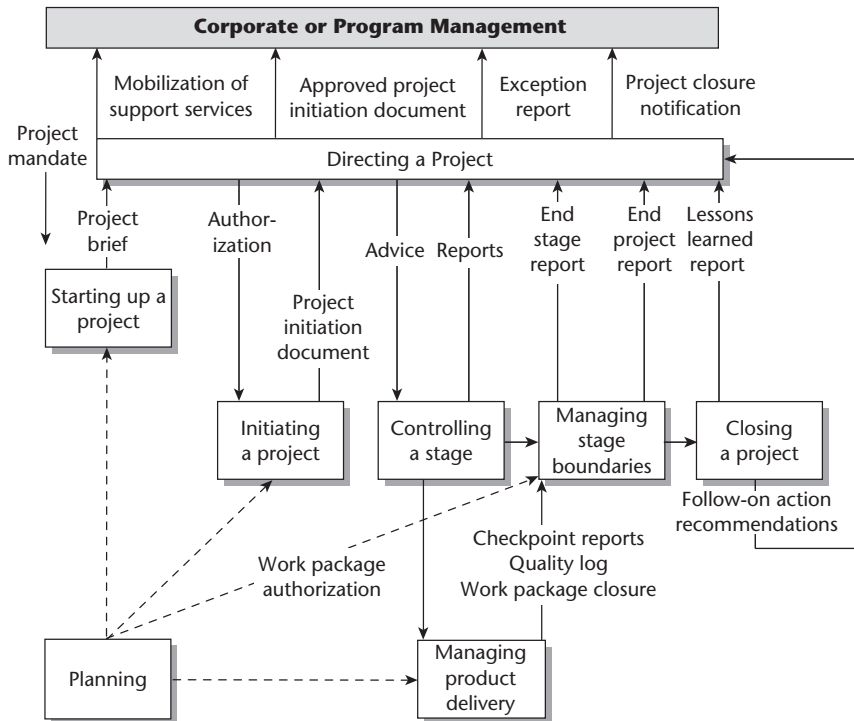 Corporate or Program Management
Mobilization of
support services
Approved project
initiation document
Exception
report
Project closure
notification
Project
mandate
Directing a Project
Project
brief
Author-
ization
Advice
Reports
End
stage
report
End
project
report
Lessons
learned
report
Starting up a
project
Project
initiation
document
Initiating
a project
Controlling
a stage
Managing
stage
boundaries
Closing
a project
Follow-on action
recommendations
Work package
authorization
Checkpoint reports
Quality log
Work package closure
Planning
Managing
product
delivery